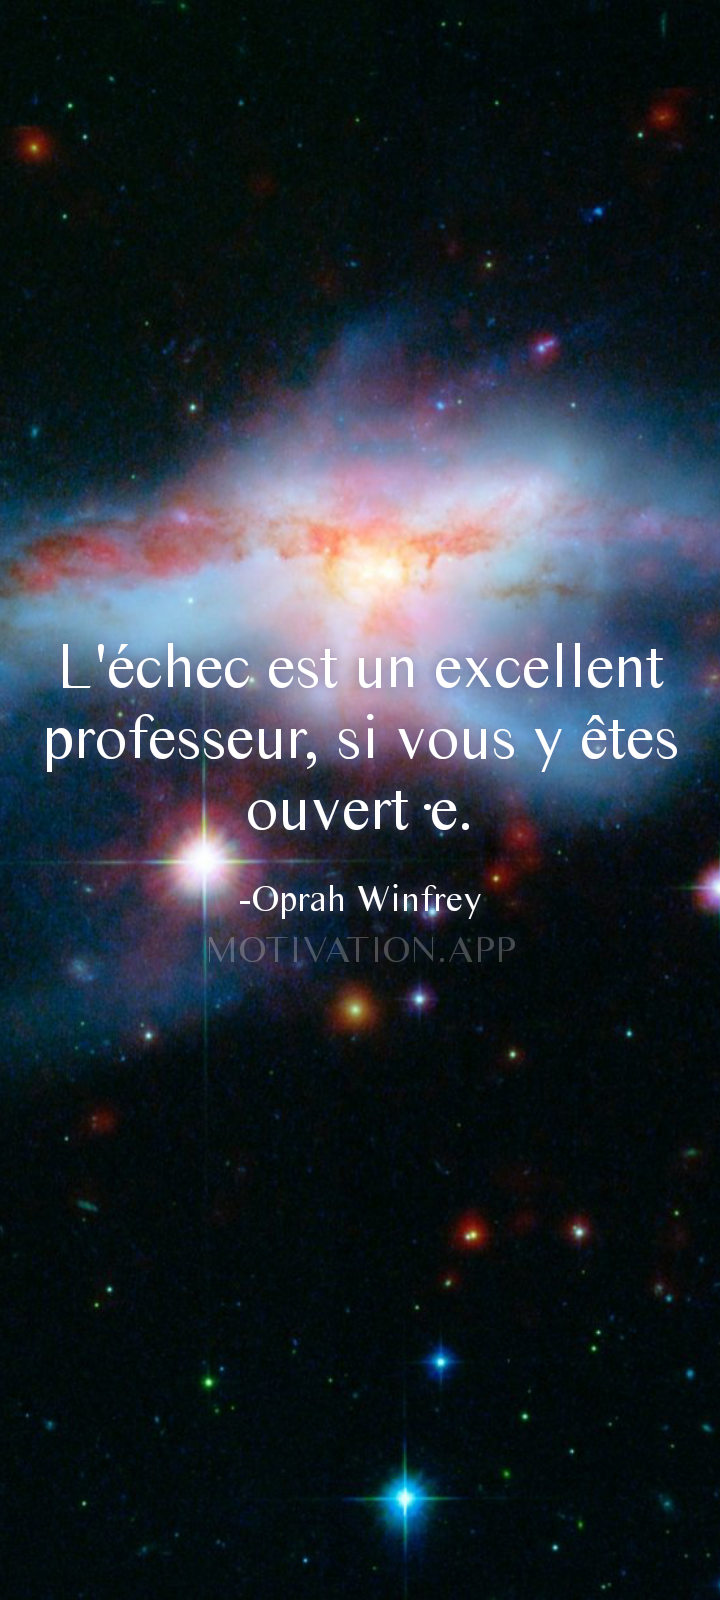 L'échec est un excellent
professeur, si vous y êtes
ouvert·e.
-Oprah Winfrey
MOTIVATION.APP